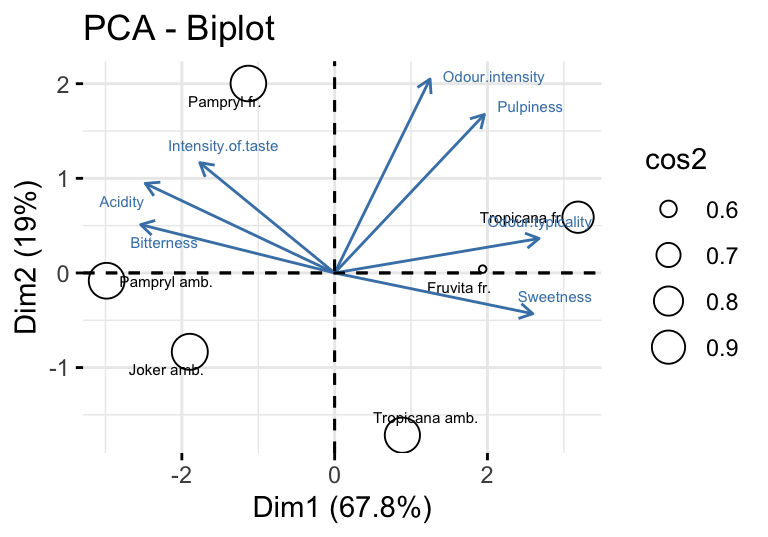 PCA - Biplot
Dim2 (19%)
2
1
0
-1
Odour.intensity
Pulpiness
Pampryl fr.
Intensity.of.taste
Acidity
Bitterness
Tropicana fr.
Odour.typicality
Fruvita fr.
Sweetness
Pampryl amb.
Joker amb.
Tropicana amb.
-2
0
2
Dim1 (67.8%)
cos2
0.6
0.7
0.8
0.9